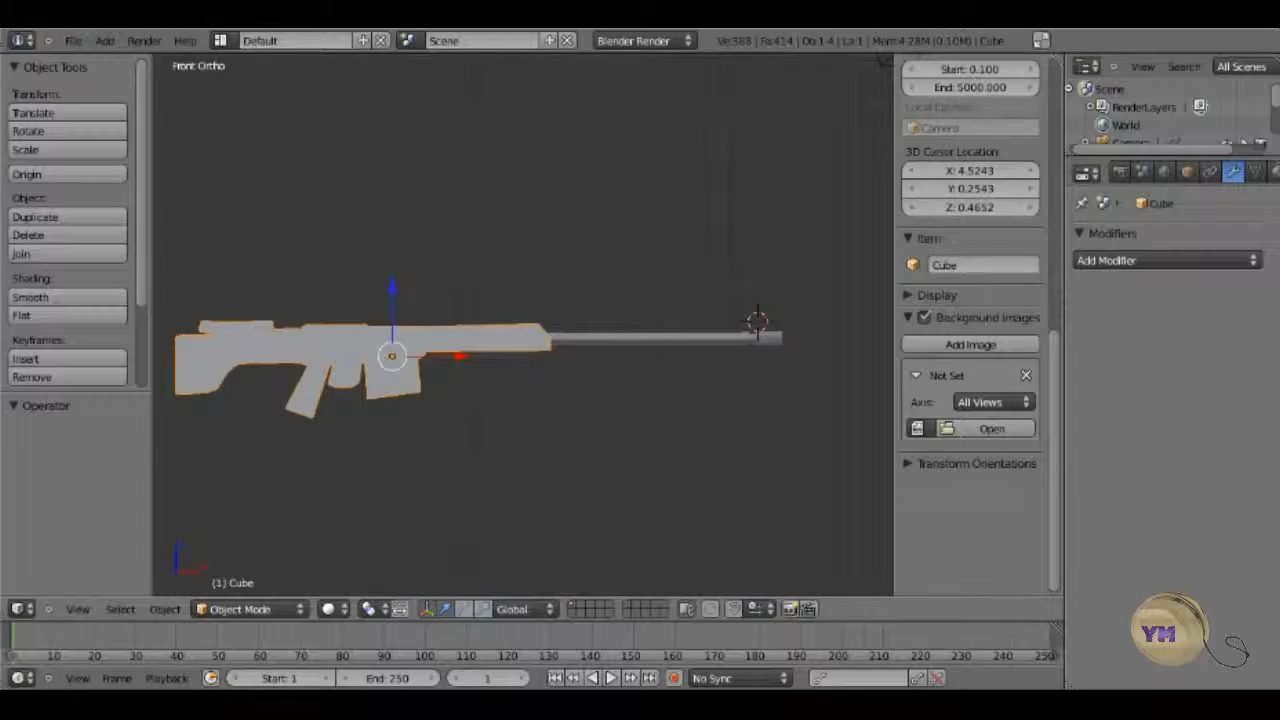 File Add Render Help Default Scene Blender Render Ve:388 | Fa:414 | Ob:1-4 | La:1 | Mem:4.28M (0.10M) | Cube
Object Tools
Transform:
Translate
Rotate
Scale
Origin
Object:
Duplicate
Delete
Join
Shading:
Smooth
Flat
Keyframes:
Insert
Remove
Operator
Front Ortho
(1) Cube
Start: 0.100
End: 5000.000
Camera
3D Cursor Location:
X: 4.5243
Y: 0.2543
Z: 0.4652
Item
Cube
Display
Background Images
Add Image
Not Set
Axis: All Views
Open
Transform Orientations
View Search All Scenes
Scene
RenderLayers
World
Camera
Cube
Modifiers
Add Modifier
View Select Object Object Mode Global
10 20 30 40 50 60 70 80 90 100 110 120 130 140 150 160 170 180 190 200 210 220 230 240 250
View Frame Playback Start: 1 End: 250 1 No Sync
YM